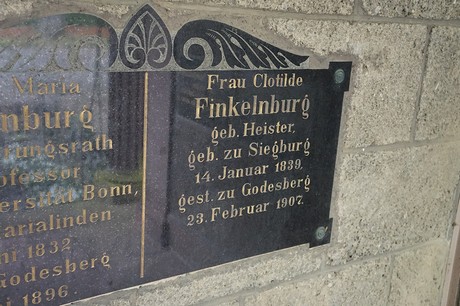 Maria
nburg
rungsrath
ofessor
ersität Bonn,
arialinden
ni 1832
Godesberg
i 1896.
Frau Clotilde
Finkelnburg
geb. Heister,
geb. zu Siegburg
14. Januar 1839,
gest. zu Godesberg
23. Februar 1907.